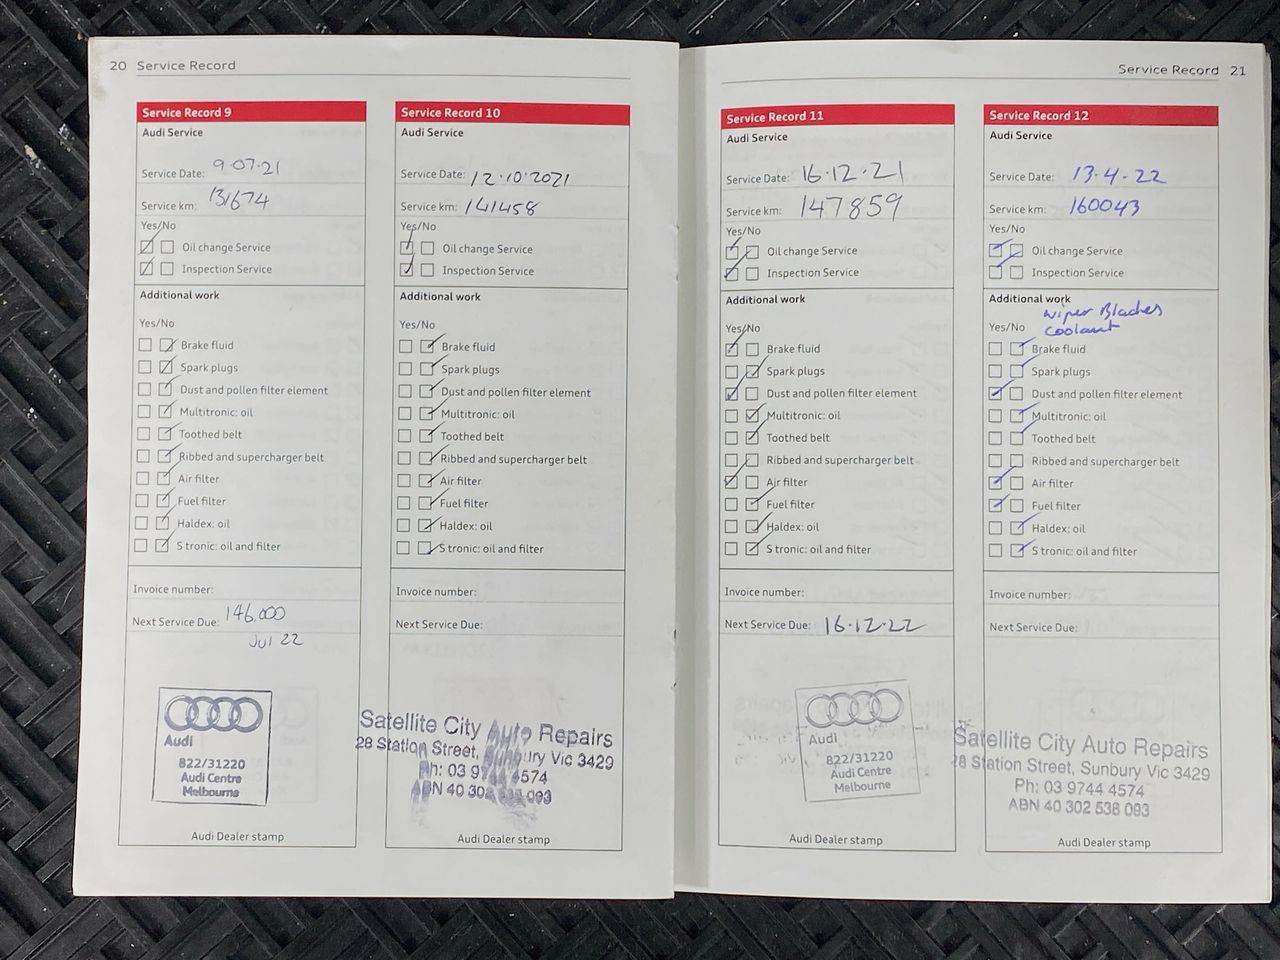 20 Service Record
Service Record 9
Audi Service
Service Date: 9·07·21
Service km: 131674
Yes/No
Oil change Service
Inspection Service
Additional work
Yes/No
Brake fluid
Spark plugs
Dust and pollen filter element
Multitronic: oil
Toothed belt
Ribbed and supercharger belt
Air filter
Fuel filter
Haldex: oil
S tronic: oil and filter
Invoice number:
Next Service Due: 146.000
Jul 22
Audi
822/31220
Audi Centre
Melbourne
Audi Dealer stamp
Service Record 10
Audi Service
Service Date: 12·10·2021
Service km: 141458
Yes/No
Oil change Service
Inspection Service
Additional work
Yes/No
Brake fluid
Spark plugs
Dust and pollen filter element
Multitronic: oil
Toothed belt
Ribbed and supercharger belt
Air filter
Fuel filter
Haldex: oil
S tronic: oil and filter
Invoice number:
Next Service Due:
Satellite City Auto Repairs
28 Station Street, Sunbury Vic 3429
Ph: 03 9744 4574
ABN 40 302 538 093
Audi Dealer stamp
Service Record 21
Service Record 11
Audi Service
Service Date: 16·12·21
Service km: 147859
Yes/No
Oil change Service
Inspection Service
Additional work
Yes/No
Brake fluid
Spark plugs
Dust and pollen filter element
Multitronic: oil
Toothed belt
Ribbed and supercharger belt
Air filter
Fuel filter
Haldex: oil
S tronic: oil and filter
Invoice number:
Next Service Due: 16·12·22
Audi
822/31220
Audi Centre
Melbourne
Audi Dealer stamp
Service Record 12
Audi Service
Service Date: 13·4·22
Service km: 160043
Yes/No
Oil change Service
Inspection Service
Additional work
Wiper Blades
Yes/No Coolant
Brake fluid
Spark plugs
Dust and pollen filter element
Multitronic: oil
Toothed belt
Ribbed and supercharger belt
Air filter
Fuel filter
Haldex: oil
S tronic: oil and filter
Invoice number:
Next Service Due:
Satellite City Auto Repairs
28 Station Street, Sunbury Vic 3429
Ph: 03 9744 4574
ABN 40 302 538 093
Audi Dealer stamp